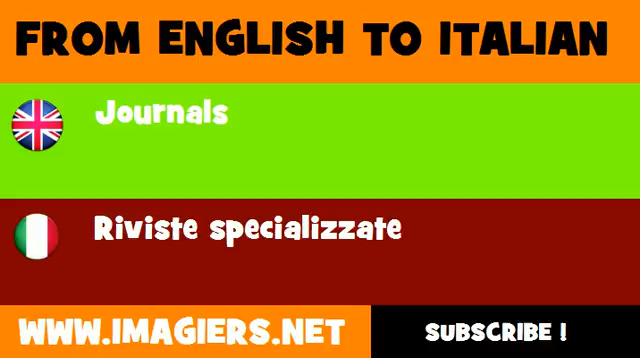 FROM ENGLISH TO ITALIAN
Journals
Riviste specializzate
WWW.IMAGIERS.NET
SUBSCRIBE !